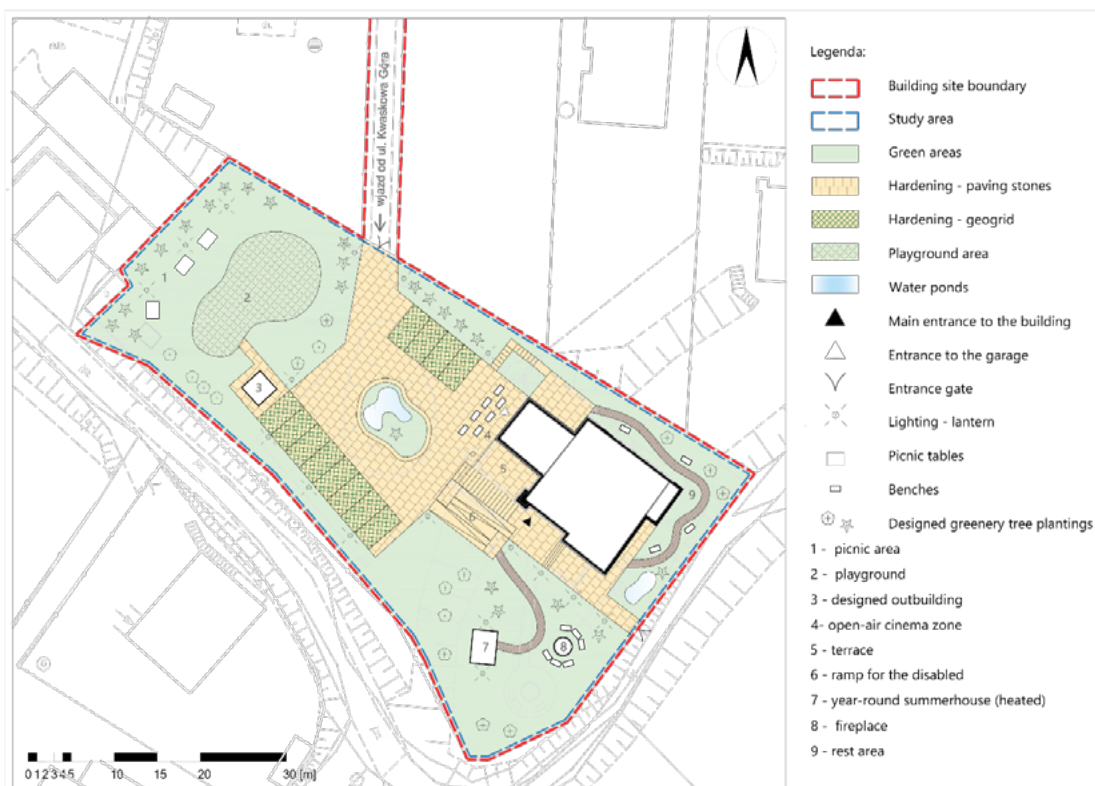 wjazd od ul. Kwaskowa Góra
1
2
3
4
5
6
7
8
9
0 1 2 3 4 5 10 15 20 30 [m]
Legenda:
Building site boundary
Study area
Green areas
Hardening - paving stones
Hardening - geogrid
Playground area
Water ponds
Main entrance to the building
Entrance to the garage
Entrance gate
Lighting - lantern
Picnic tables
Benches
Designed greenery tree plantings
1 - picnic area
2 - playground
3 - designed outbuilding
4- open-air cinema zone
5 - terrace
6 - ramp for the disabled
7 - year-round summerhouse (heated)
8 - fireplace
9 - rest area